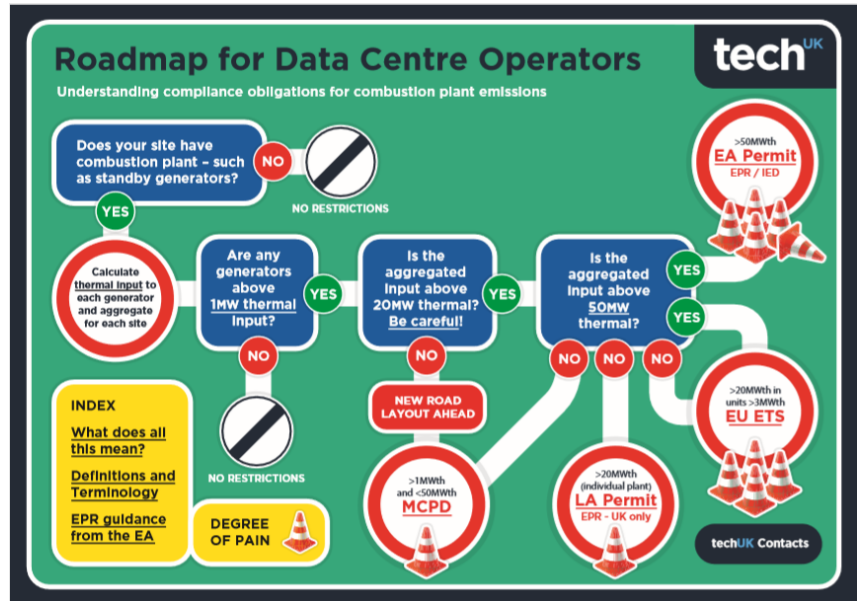 Roadmap for Data Centre Operators
Understanding compliance obligations for combustion plant emissions
techUK
Does your site have
combustion plant – such
as standby generators?
NO
NO RESTRICTIONS
YES
Calculate
thermal input to
each generator
and aggregate
for each site
Are any
generators
above
1MW thermal
input?
YES
NO
NO RESTRICTIONS
Is the
aggregated
input above
20MW thermal?
Be careful!
YES
NO
NEW ROAD
LAYOUT AHEAD
Is the
aggregated
input above
50MW
thermal?
YES
YES
NO
NO
NO
>50MWth
EA Permit
EPR / IED
>20MWth in
units >3MWth
EU ETS
>1MWth
and <50MWth
MCPD
>20MWth
(individual plant)
LA Permit
EPR - UK only
INDEX
What does all
this mean?
Definitions and
Terminology
EPR guidance
from the EA
DEGREE
OF PAIN
techUK Contacts